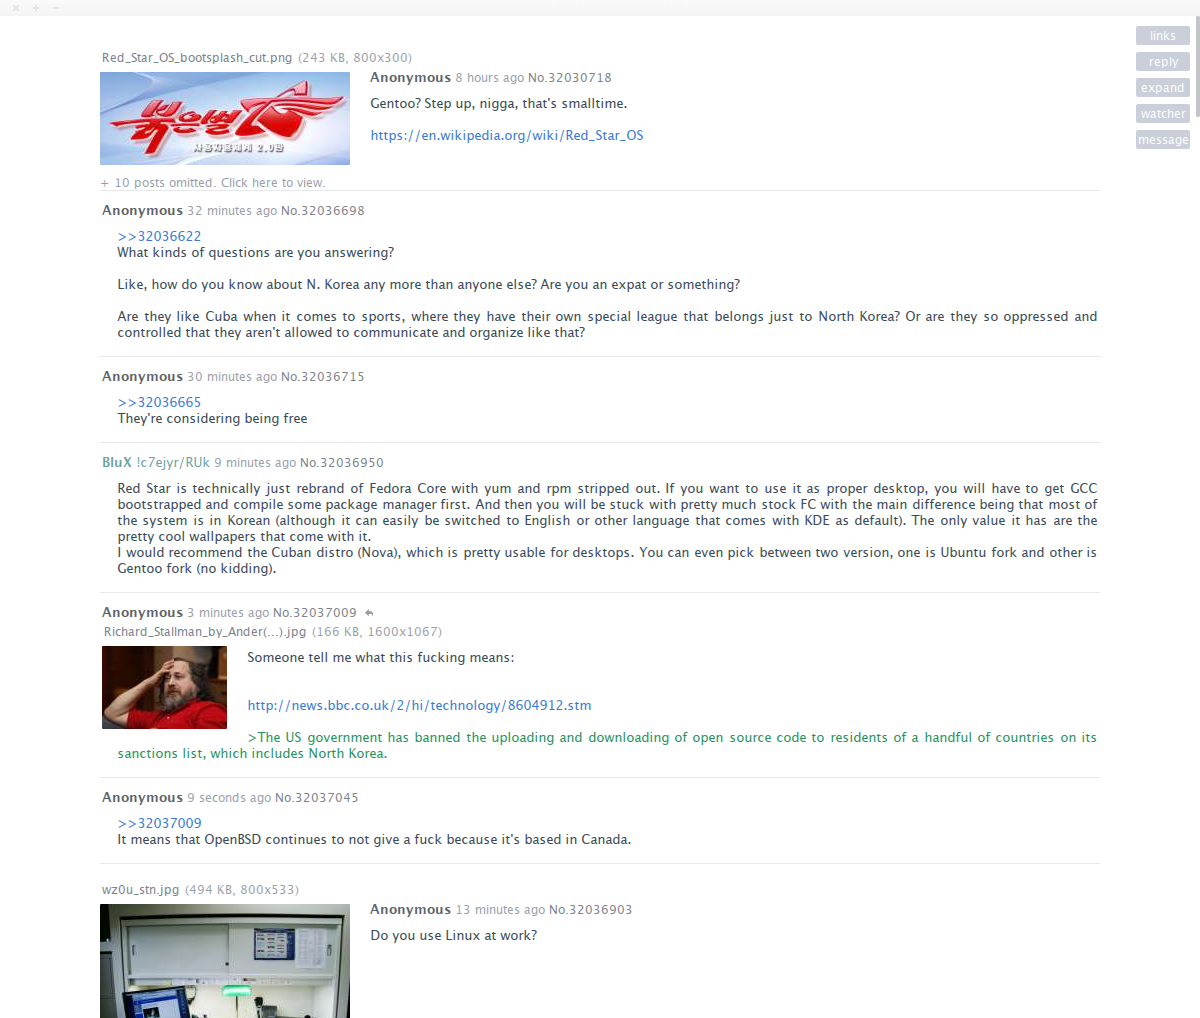 × + −
links
reply
expand
watcher
message
Red_Star_OS_bootsplash_cut.png (243 KB, 800x300)
붉은별
사용자용체계 2.0판
Anonymous 8 hours ago No.32030718
Gentoo? Step up, nigga, that's smalltime.
https://en.wikipedia.org/wiki/Red_Star_OS
+ 10 posts omitted. Click here to view.
Anonymous 32 minutes ago No.32036698
>>32036622
What kinds of questions are you answering?
Like, how do you know about N. Korea any more than anyone else? Are you an expat or something?
Are they like Cuba when it comes to sports, where they have their own special league that belongs just to North Korea? Or are they so oppressed and
controlled that they aren't allowed to communicate and organize like that?
Anonymous 30 minutes ago No.32036715
>>32036665
They're considering being free
BluX !c7ejyr/RUk 9 minutes ago No.32036950
Red Star is technically just rebrand of Fedora Core with yum and rpm stripped out. If you want to use it as proper desktop, you will have to get GCC
bootstrapped and compile some package manager first. And then you will be stuck with pretty much stock FC with the main difference being that most of
the system is in Korean (although it can easily be switched to English or other language that comes with KDE as default). The only value it has are the
pretty cool wallpapers that come with it.
I would recommend the Cuban distro (Nova), which is pretty usable for desktops. You can even pick between two version, one is Ubuntu fork and other is
Gentoo fork (no kidding).
Anonymous 3 minutes ago No.32037009
Richard_Stallman_by_Ander(...).jpg (166 KB, 1600x1067)
Someone tell me what this fucking means:
http://news.bbc.co.uk/2/hi/technology/8604912.stm
>The US government has banned the uploading and downloading of open source code to residents of a handful of countries on its
sanctions list, which includes North Korea.
Anonymous 9 seconds ago No.32037045
>>32037009
It means that OpenBSD continues to not give a fuck because it's based in Canada.
wz0u_stn.jpg (494 KB, 800x533)
Anonymous 13 minutes ago No.32036903
Do you use Linux at work?